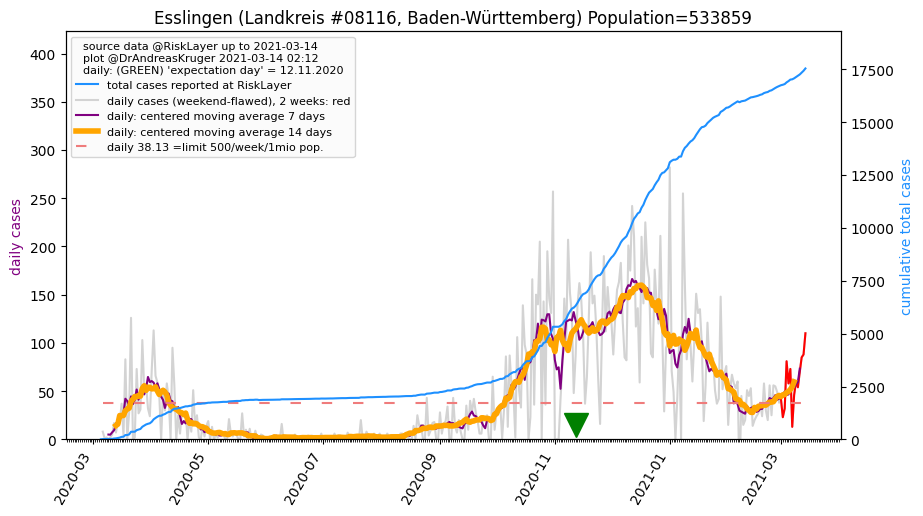 Esslingen (Landkreis #08116, Baden-Württemberg) Population=533859
source data @RiskLayer up to 2021-03-14
plot @DrAndreasKruger 2021-03-14 02:12
daily: (GREEN) 'expectation day' = 12.11.2020
total cases reported at RiskLayer
daily cases (weekend-flawed), 2 weeks: red
daily: centered moving average 7 days
daily: centered moving average 14 days
daily 38.13 =limit 500/week/1mio pop.
daily cases
400
350
300
250
200
150
100
50
0
cumulative total cases
17500
15000
12500
10000
7500
5000
2500
0
2020-03
2020-05
2020-07
2020-09
2020-11
2021-01
2021-03